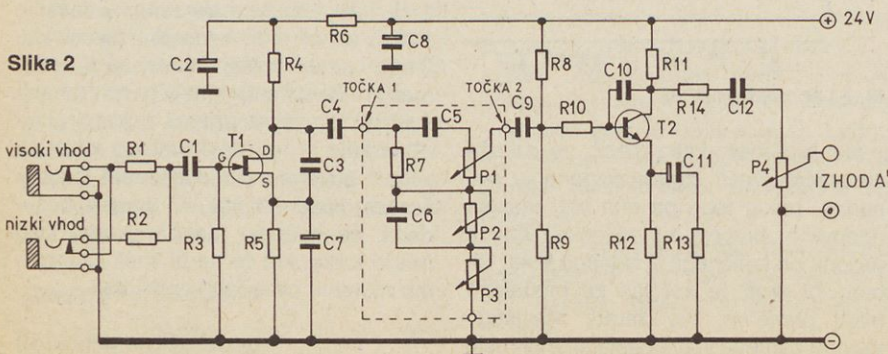 Slika 2
24V
R6
C8
C2
R4
R8
C10
R11
TOČKA 1
TOČKA 2
C4
C5
C9
R10
R14
C12
T2
visoki vhod
R1
C1
T1
G
D
S
C3
R7
P1
C11
P4
IZHOD A'
nizki vhod
R2
R3
R5
C7
C6
P2
P3
R9
R12
R13